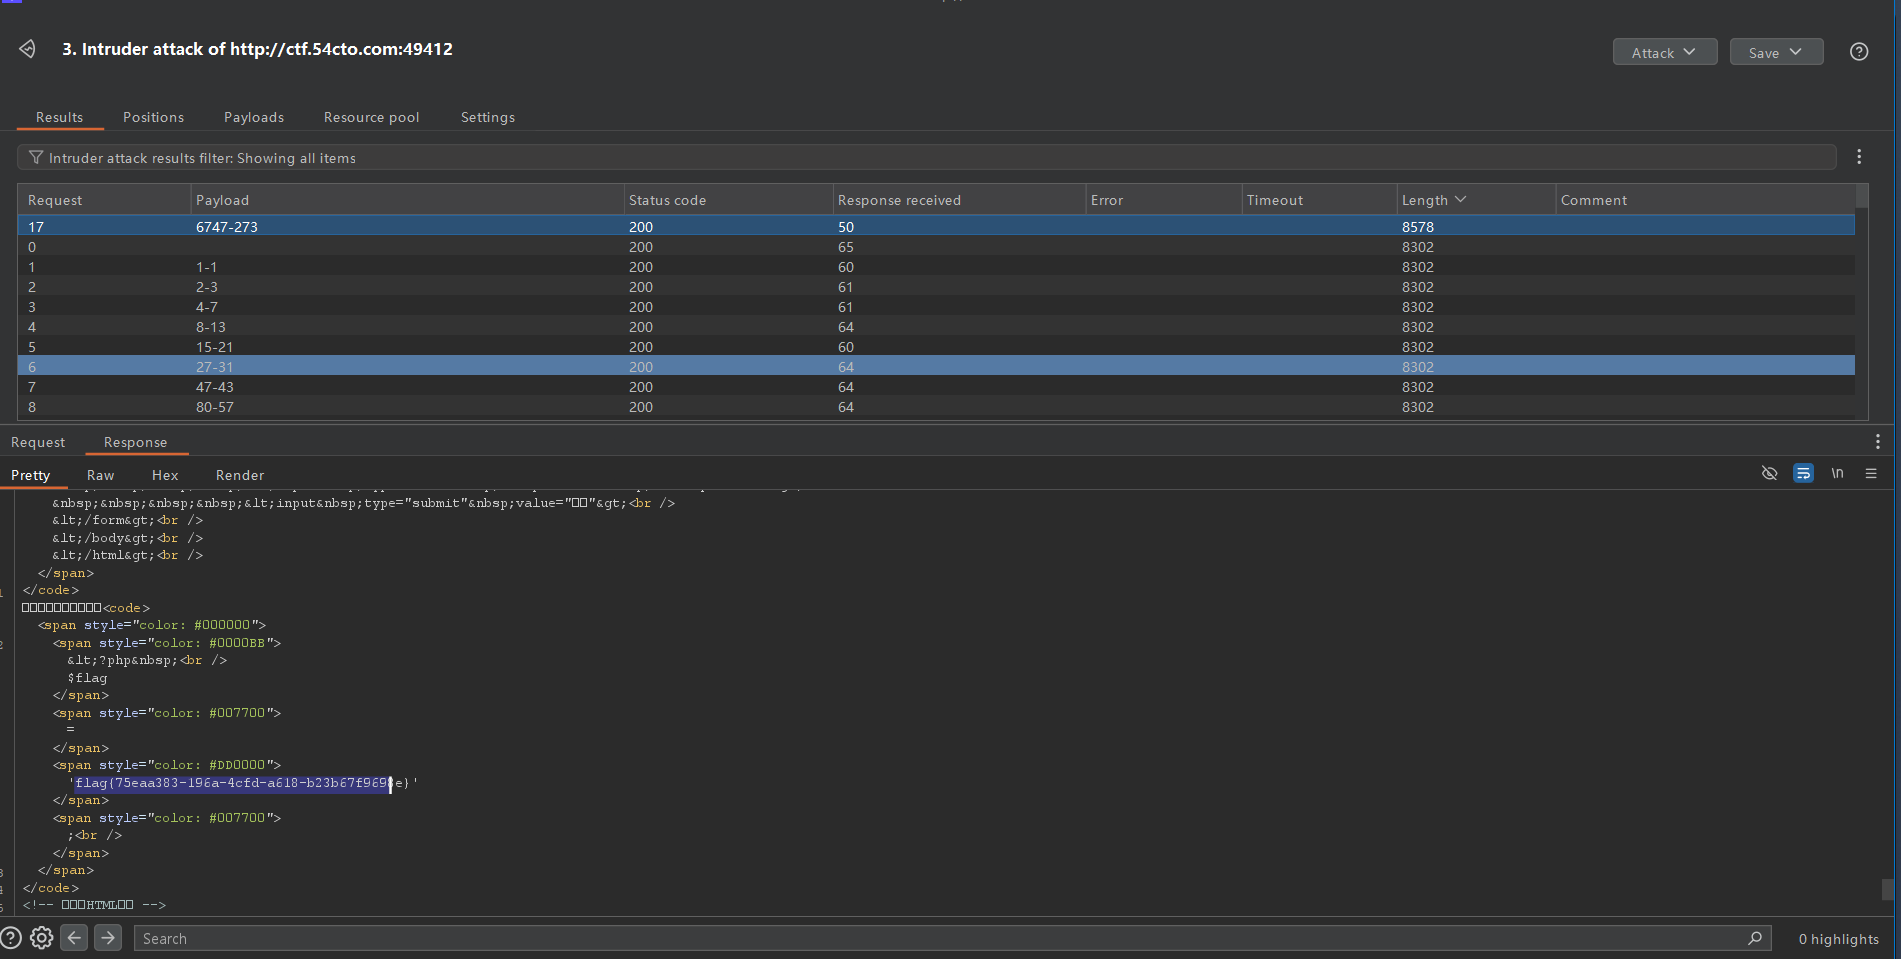 3. Intruder attack of http://ctf.54cto.com:49412
Attack
Save
Results Positions Payloads Resource pool Settings
Intruder attack results filter: Showing all items
Request Payload Status code Response received Error Timeout Length Comment
17 6747-273 200 50 8578
0 200 65 8302
1 1-1 200 60 8302
2 2-3 200 61 8302
3 4-7 200 61 8302
4 8-13 200 64 8302
5 15-21 200 60 8302
6 27-31 200 64 8302
7 47-43 200 64 8302
8 80-57 200 64 8302
Request Response
Pretty Raw Hex Render
\n
&nbsp;&nbsp;&nbsp;&nbsp;&lt;input&nbsp;type="submit"&nbsp;value="□□"&gt;<br />
&lt;/form&gt;<br />
&lt;/body&gt;<br />
&lt;/html&gt;<br />
</span>
</code>
□□□□□□□□□□<code>
<span style="color: #000000">
<span style="color: #0000BB">
&lt;?php&nbsp;<br />
$flag
</span>
<span style="color: #007700">
=
</span>
<span style="color: #DD0000">
'flag{75eaa383-196a-4cfd-a618-b23b67f9698e}'
</span>
<span style="color: #007700">
;<br />
</span>
</span>
</code>
<!-- □□□HTML□□ -->
Search
0 highlights